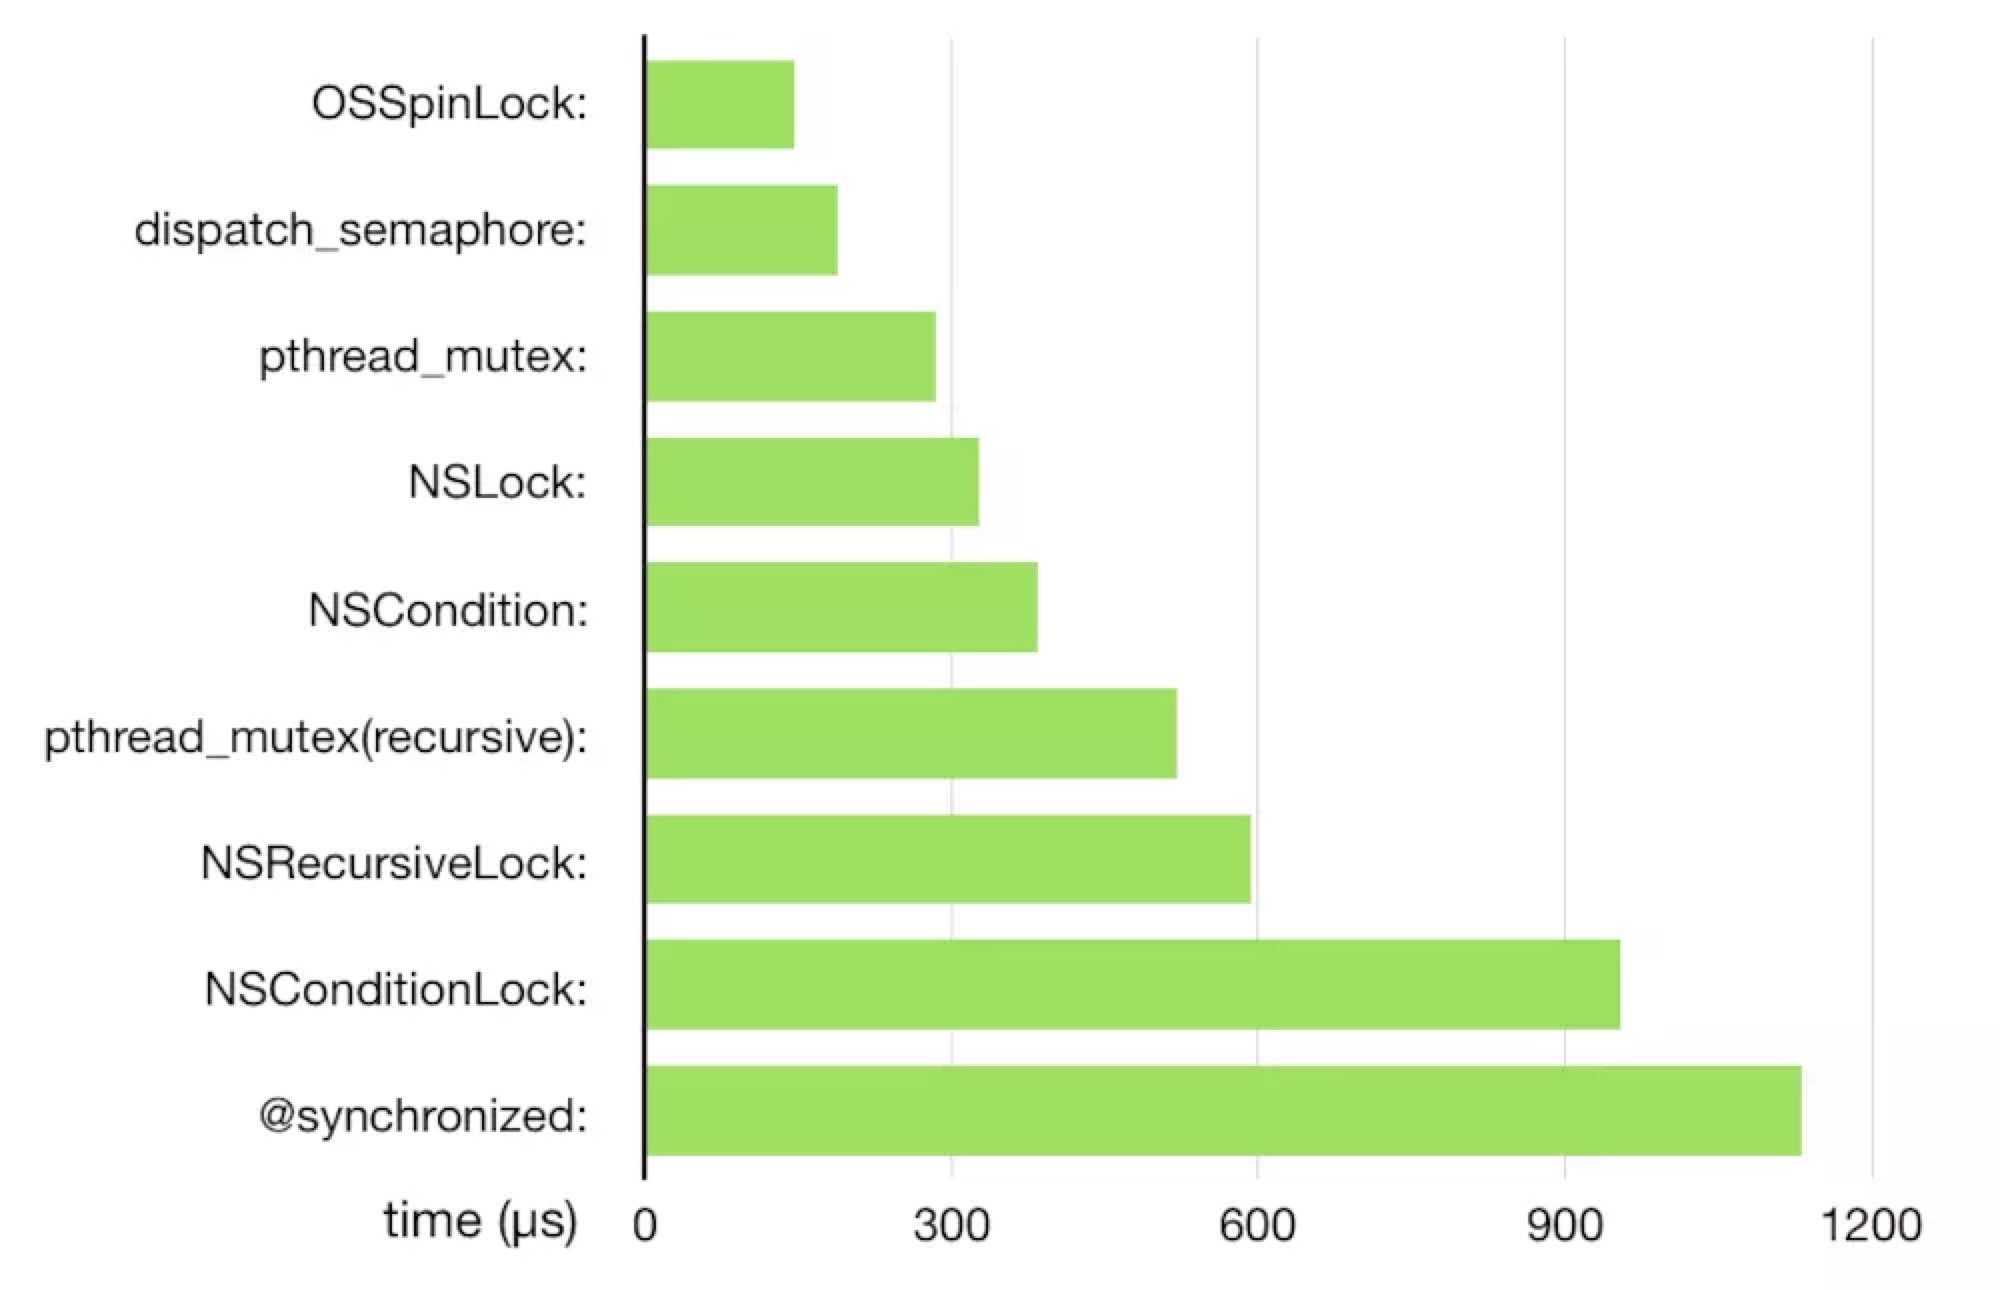 OSSpinLock:
dispatch_semaphore:
pthread_mutex:
NSLock:
NSCondition:
pthread_mutex(recursive):
NSRecursiveLock:
NSConditionLock:
@synchronized:
time (µs) 0 300 600 900 1200